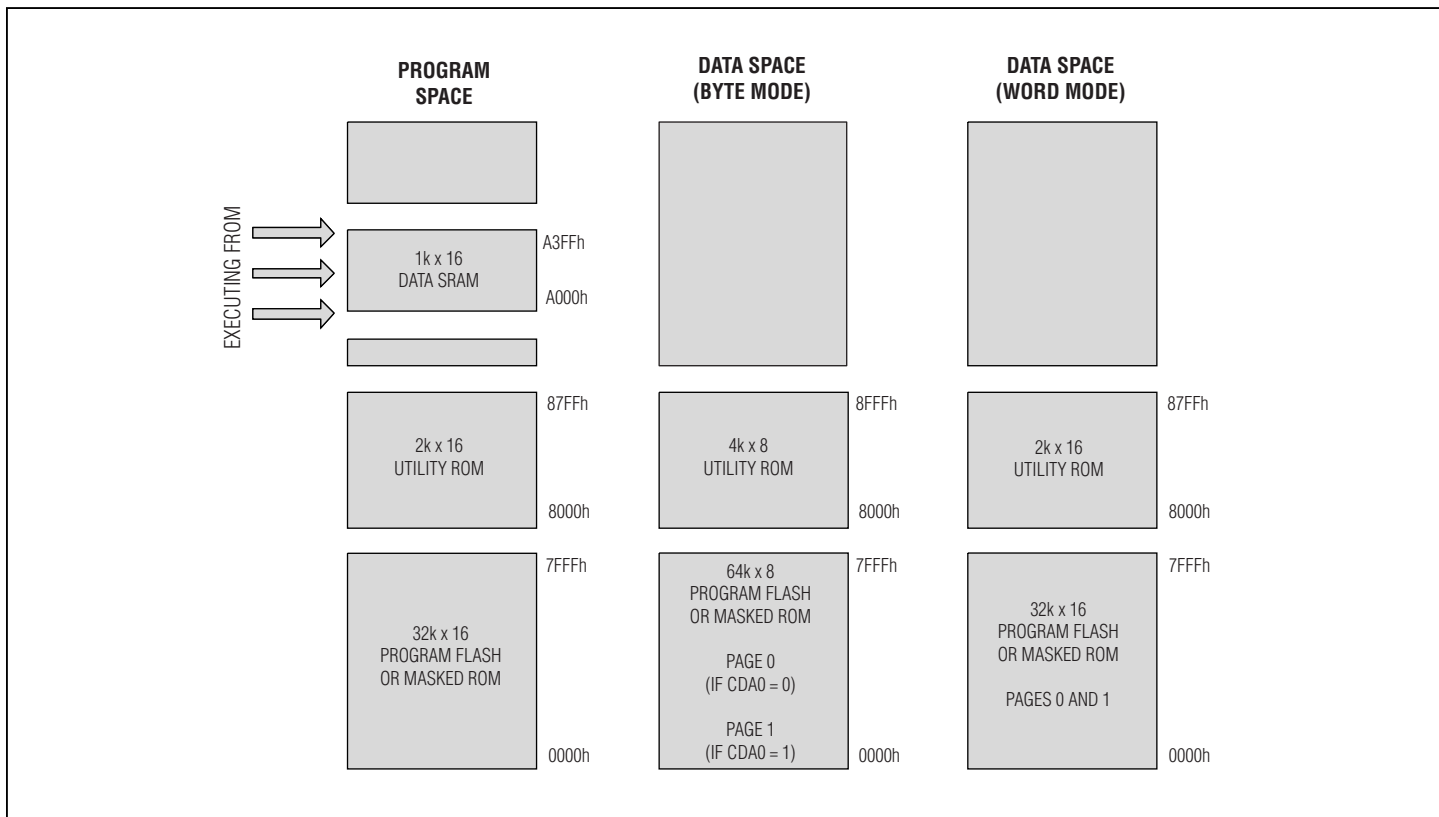 PROGRAM
SPACE
DATA SPACE
(BYTE MODE)
DATA SPACE
(WORD MODE)
EXECUTING FROM
1k x 16
DATA SRAM
A3FFh
A000h
2k x 16
UTILITY ROM
87FFh
8000h
4k x 8
UTILITY ROM
8FFFh
8000h
2k x 16
UTILITY ROM
87FFh
8000h
32k x 16
PROGRAM FLASH
OR MASKED ROM
7FFFh
0000h
64k x 8
PROGRAM FLASH
OR MASKED ROM
PAGE 0
(IF CDA0 = 0)
PAGE 1
(IF CDA0 = 1)
7FFFh
0000h
32k x 16
PROGRAM FLASH
OR MASKED ROM
PAGES 0 AND 1
7FFFh
0000h